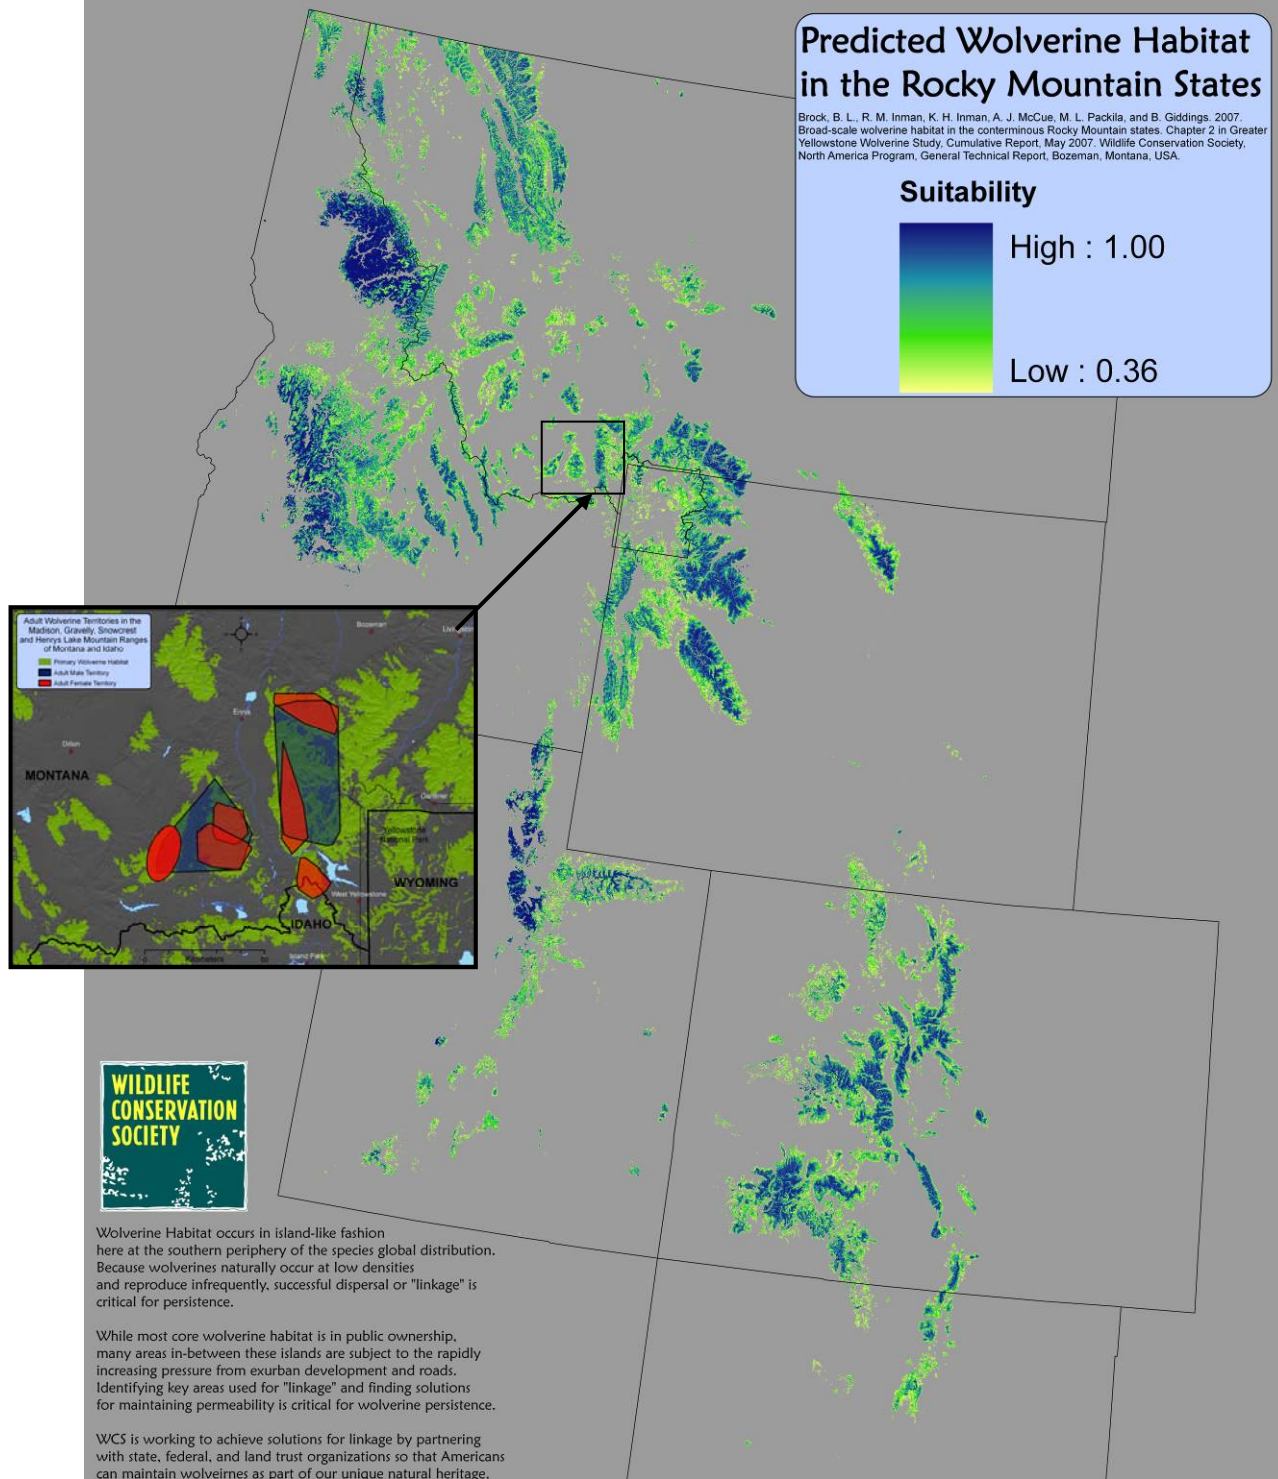 Predicted Wolverine Habitat
in the Rocky Mountain States
Brock, B. L., R. M. Inman, K. H. Inman, A. J. McCue, M. L. Packila, and B. Giddings. 2007.
Broad-scale wolverine habitat in the conterminous Rocky Mountain states. Chapter 2 in Greater
Yellowstone Wolverine Study, Cumulative Report, May 2007. Wildlife Conservation Society,
North America Program, General Technical Report, Bozeman, Montana, USA.
Suitability
High : 1.00
Low : 0.36
Adult Wolverine Territories in the
Madison, Gravelly, Snowcrest
and Henrys Lake Mountain Ranges
of Montana and Idaho
Primary Wolverine Habitat
Adult Male Territory
Adult Female Territory
Bozeman
Ennis
Dillon
MONTANA
Gardiner
Yellowstone
National Park
WYOMING
West Yellowstone
IDAHO
Kilometers
Island Park
WILDLIFE
CONSERVATION
SOCIETY
Wolverine Habitat occurs in island-like fashion
here at the southern periphery of the species global distribution.
Because wolverines naturally occur at low densities
and reproduce infrequently, successful dispersal or "linkage" is
critical for persistence.
While most core wolverine habitat is in public ownership,
many areas in-between these islands are subject to the rapidly
increasing pressure from exurban development and roads.
Identifying key areas used for "linkage" and finding solutions
for maintaining permeability is critical for wolverine persistence.
WCS is working to achieve solutions for linkage by partnering
with state, federal, and land trust organizations so that Americans
can maintain wolveirnes as part of our unique natural heritage.